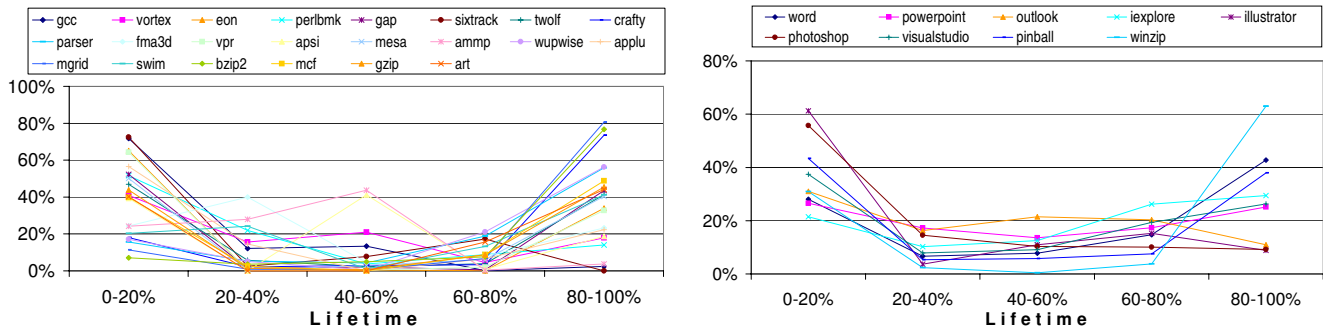 gcc vortex eon perlbmk gap sixtrack twolf crafty
parser fma3d vpr apsi mesa ammp wupwise applu
mgrid swim bzip2 mcf gzip art
100%
80%
60%
40%
20%
0%
0-20% 20-40% 40-60% 60-80% 80-100%
Lifetime
word powerpoint outlook iexplore illustrator
photoshop visualstudio pinball winzip
80%
60%
40%
20%
0%
0-20% 20-40% 40-60% 60-80% 80-100%
Lifetime